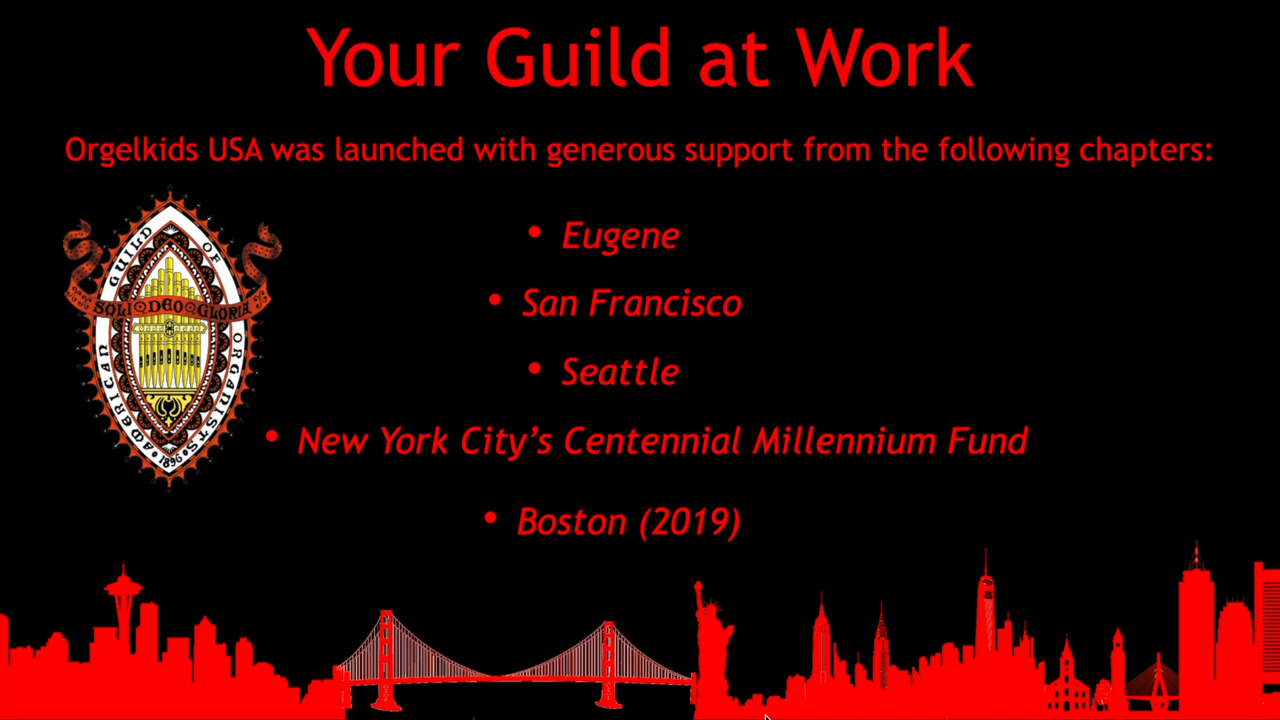 Your Guild at Work
Orgelkids USA was launched with generous support from the following chapters:
• Eugene
• San Francisco
• Seattle
• New York City’s Centennial Millennium Fund
• Boston (2019)
AMERICAN GUILD OF ORGANISTS
SOLI DEO GLORIA
1896